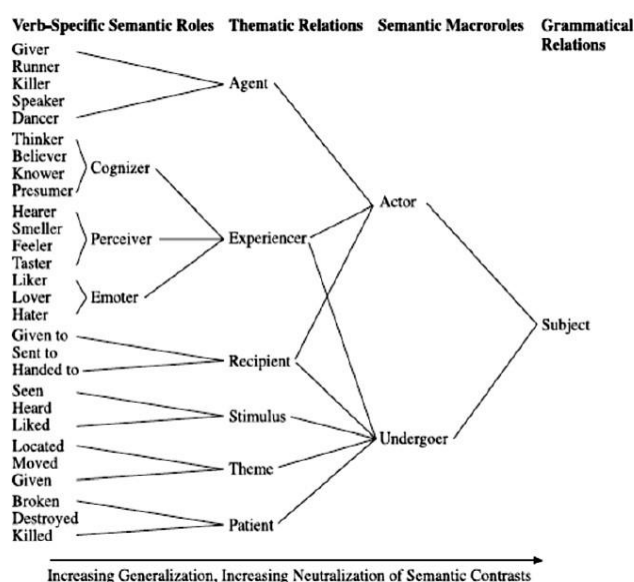 Verb-Specific Semantic Roles Thematic Relations Semantic Macroroles Grammatical
Relations
Giver
Runner
Killer
Speaker
Dancer
Agent
Thinker
Believer
Knower
Presumer
Cognizer
Actor
Hearer
Smeller
Feeler
Taster
Perceiver
Experiencer
Liker
Lover
Hater
Emoter
Subject
Given to
Sent to
Handed to
Recipient
Seen
Heard
Liked
Stimulus
Undergoer
Located
Moved
Given
Theme
Broken
Destroyed
Killed
Patient
Increasing Generalization, Increasing Neutralization of Semantic Contrasts